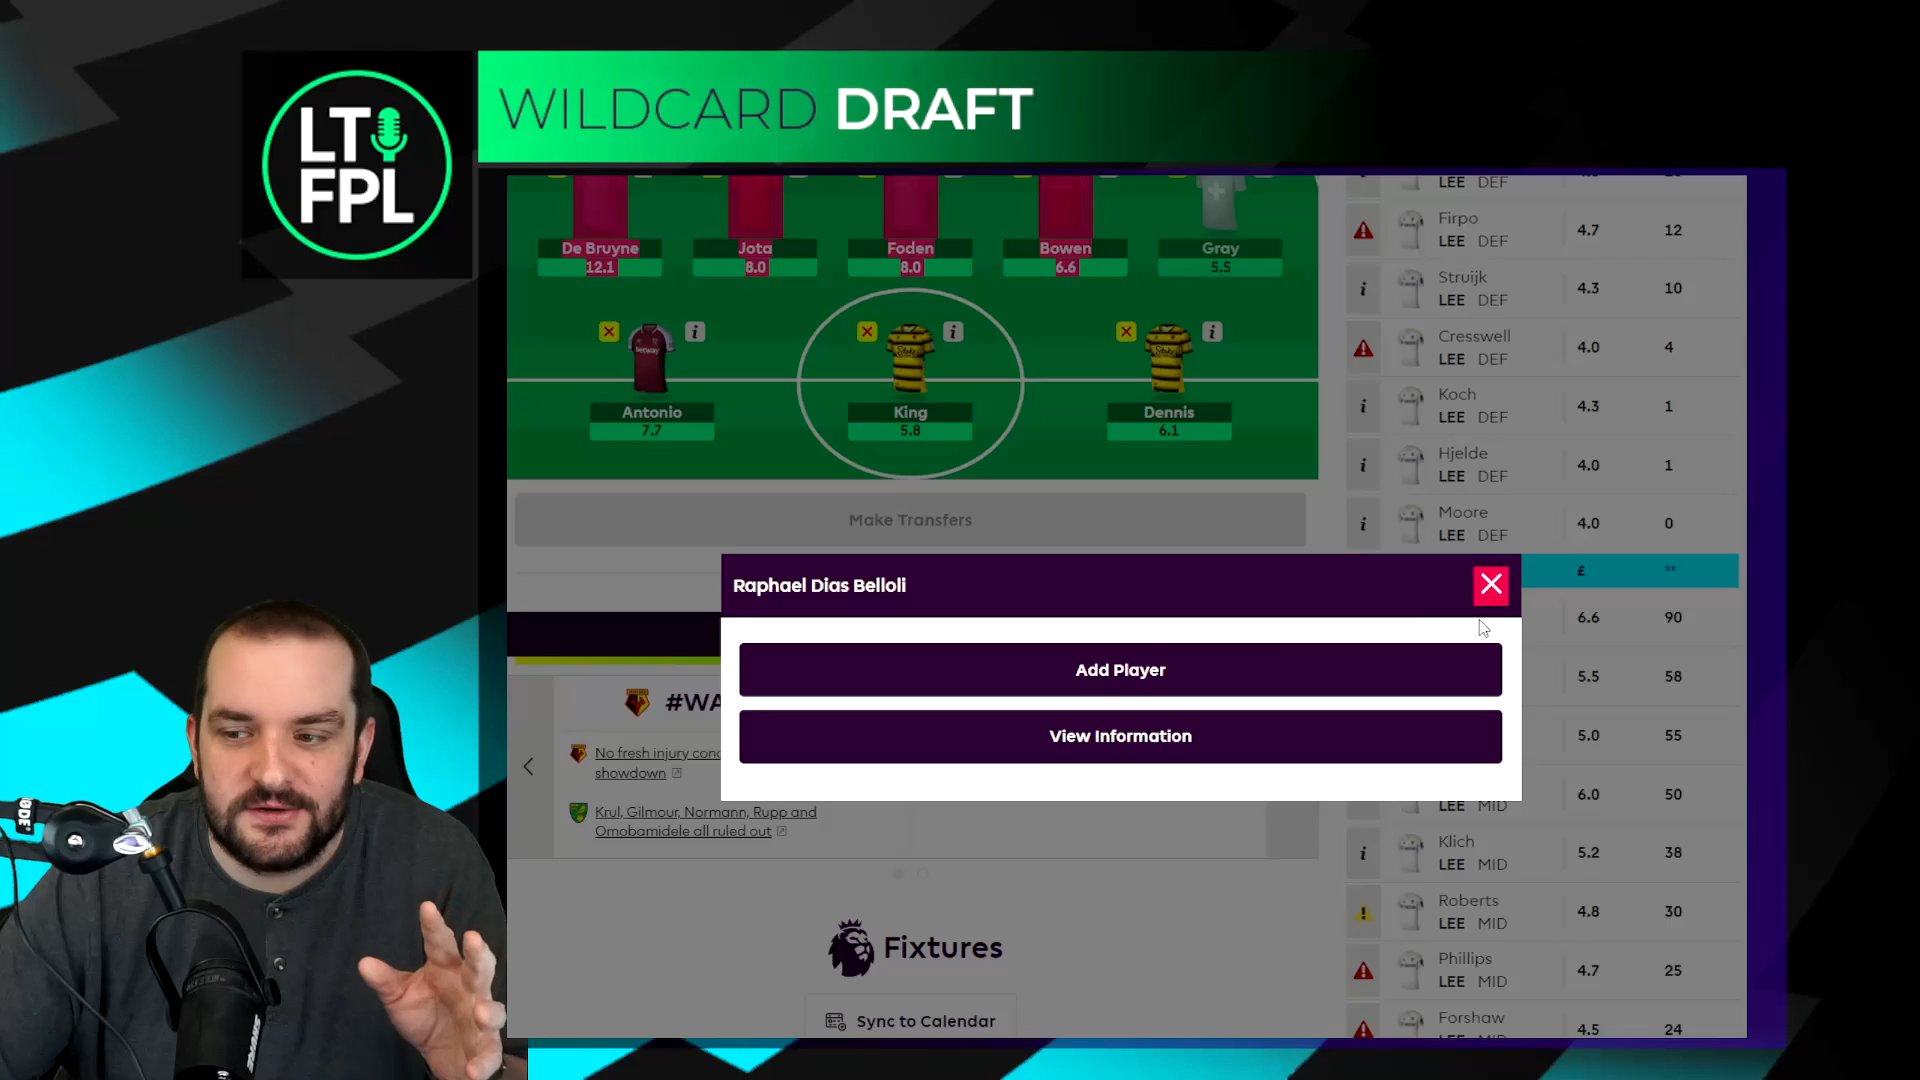 LT
FPL
WILDCARD DRAFT
De Bruyne
12.1
Jota
8.0
Foden
8.0
Bowen
6.6
Gray
5.5
Antonio
7.7
King
5.8
Dennis
6.1
Make Transfers
LEE DEF
Firpo
LEE DEF
4.7
12
Struijk
LEE DEF
4.3
10
Cresswell
LEE DEF
4.0
4
Koch
LEE DEF
4.3
1
Hjelde
LEE DEF
4.0
1
Moore
LEE DEF
4.0
0
£
**
Raphael Dias Belloli
Add Player
View Information
6.6
90
5.5
58
5.0
55
6.0
50
LEE MID
Klich
LEE MID
5.2
38
Roberts
LEE MID
4.8
30
Phillips
LEE MID
4.7
25
Forshaw
4.5
24
#WA
No fresh injury conc
showdown
Krul, Gilmour, Normann, Rupp and
Omobamidele all ruled out
Fixtures
Sync to Calendar